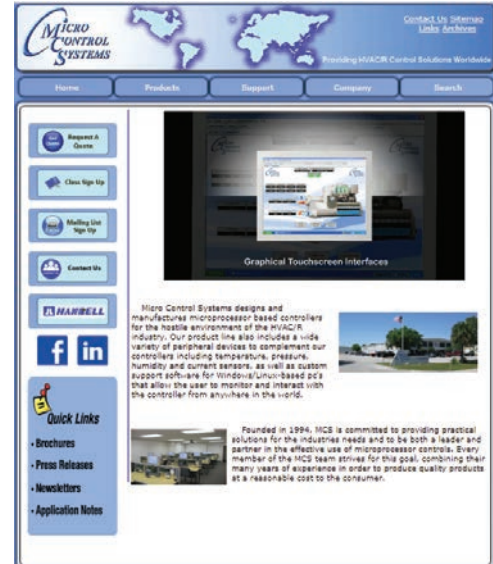 MICRO
CONTROL
SYSTEMS
Contact Us Sitemap
Links Archives
Providing HVAC/R Control Solutions Worldwide
Home Products Support Company Search
Request A
Quote
Class Sign Up
Mailing List
Sign Up
Contact Us
HANBELL
f in
Graphical Touchscreen Interfaces
Micro Control Systems designs and
manufactures microprocessor based controllers
for the hostile environment of the HVAC/R
industry. Our product line also includes a wide
variety of peripheral devices to complement our
controllers including temperature, pressure,
humidity and current sensors, as well as custom
support software for Windows/Linux-based pc's
that allow the user to monitor and interact with
the controller from anywhere in the world.
Quick Links
• Brochures
• Press Releases
• Newsletters
• Application Notes
Founded in 1994, MCS is committed to providing practical
solutions for the industries needs and to be both a leader and
partner in the effective use of microprocessor controls. Every
member of the MCS team strives for this goal, combining their
many years of experience in order to produce quality products
at a reasonable cost to the consumer.